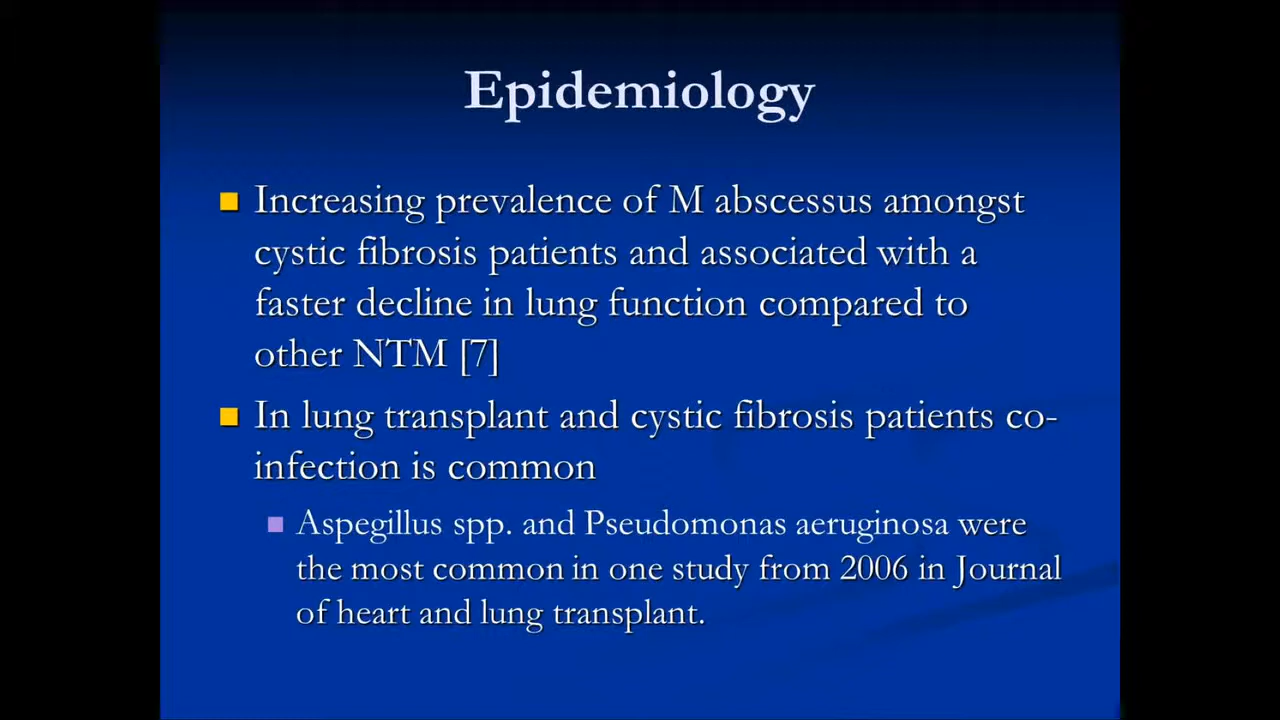 Epidemiology
Increasing prevalence of M abscessus amongst
cystic fibrosis patients and associated with a
faster decline in lung function compared to
other NTM [7]
In lung transplant and cystic fibrosis patients co-
infection is common
Aspegillus spp. and Pseudomonas aeruginosa were
the most common in one study from 2006 in Journal
of heart and lung transplant.